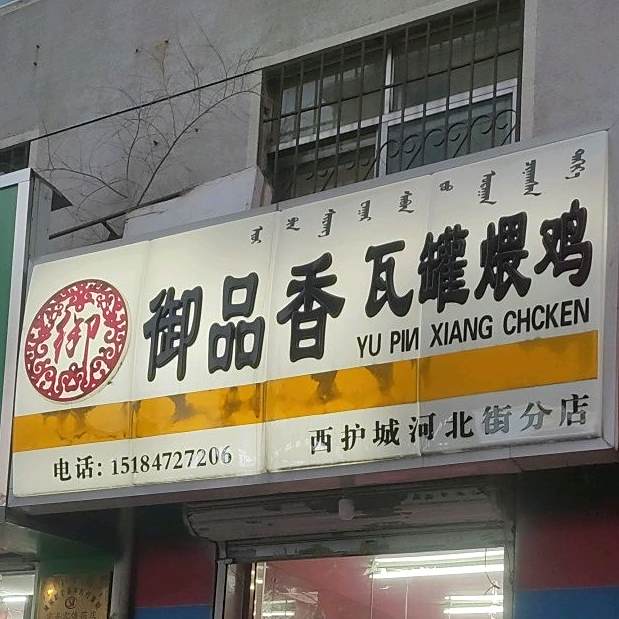 御
御品香瓦罐煨鸡
YU PIN XIANG CHCKEN
西护城河北街分店
电话: 15184727206